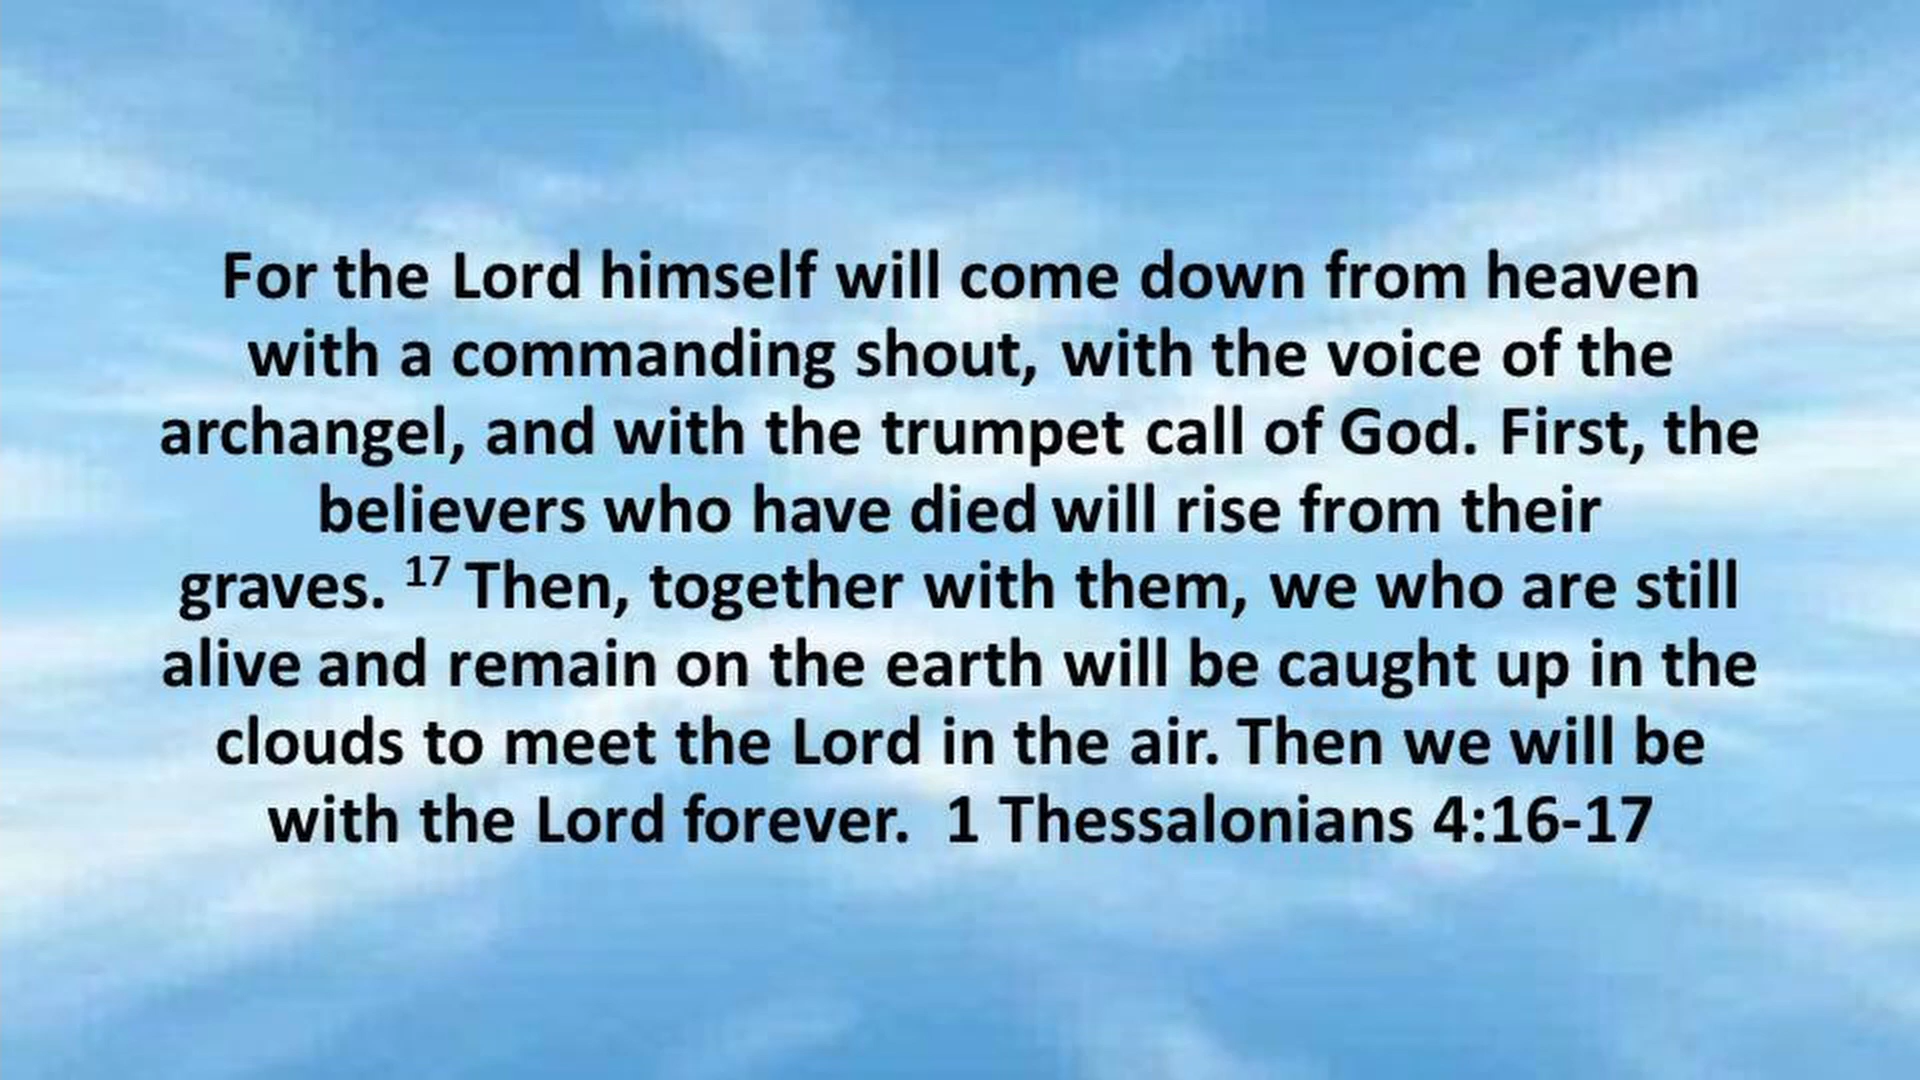 For the Lord himself will come down from heaven
with a commanding shout, with the voice of the
archangel, and with the trumpet call of God. First, the
believers who have died will rise from their
graves. 17 Then, together with them, we who are still
alive and remain on the earth will be caught up in the
clouds to meet the Lord in the air. Then we will be
with the Lord forever.  1 Thessalonians 4:16-17